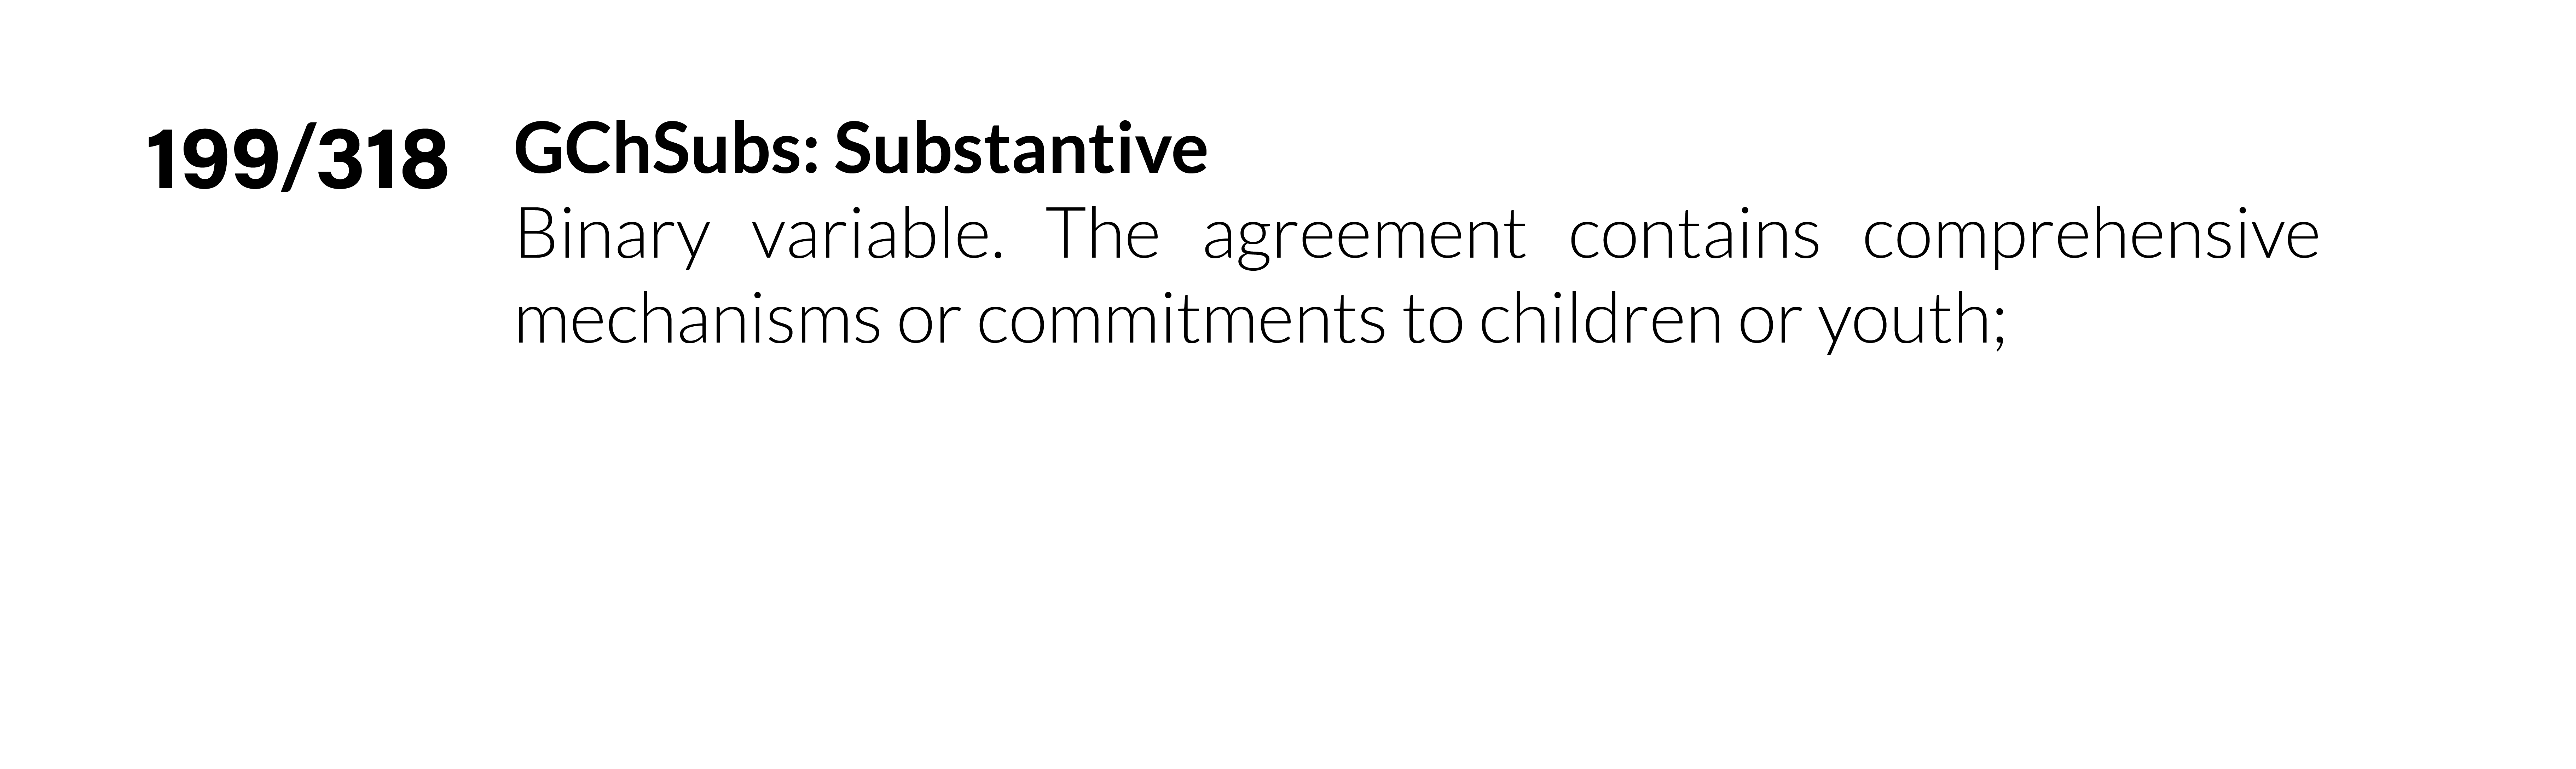 199/318 GChSubs: Substantive
Binary variable. The agreement contains comprehensive
mechanisms or commitments to children or youth;